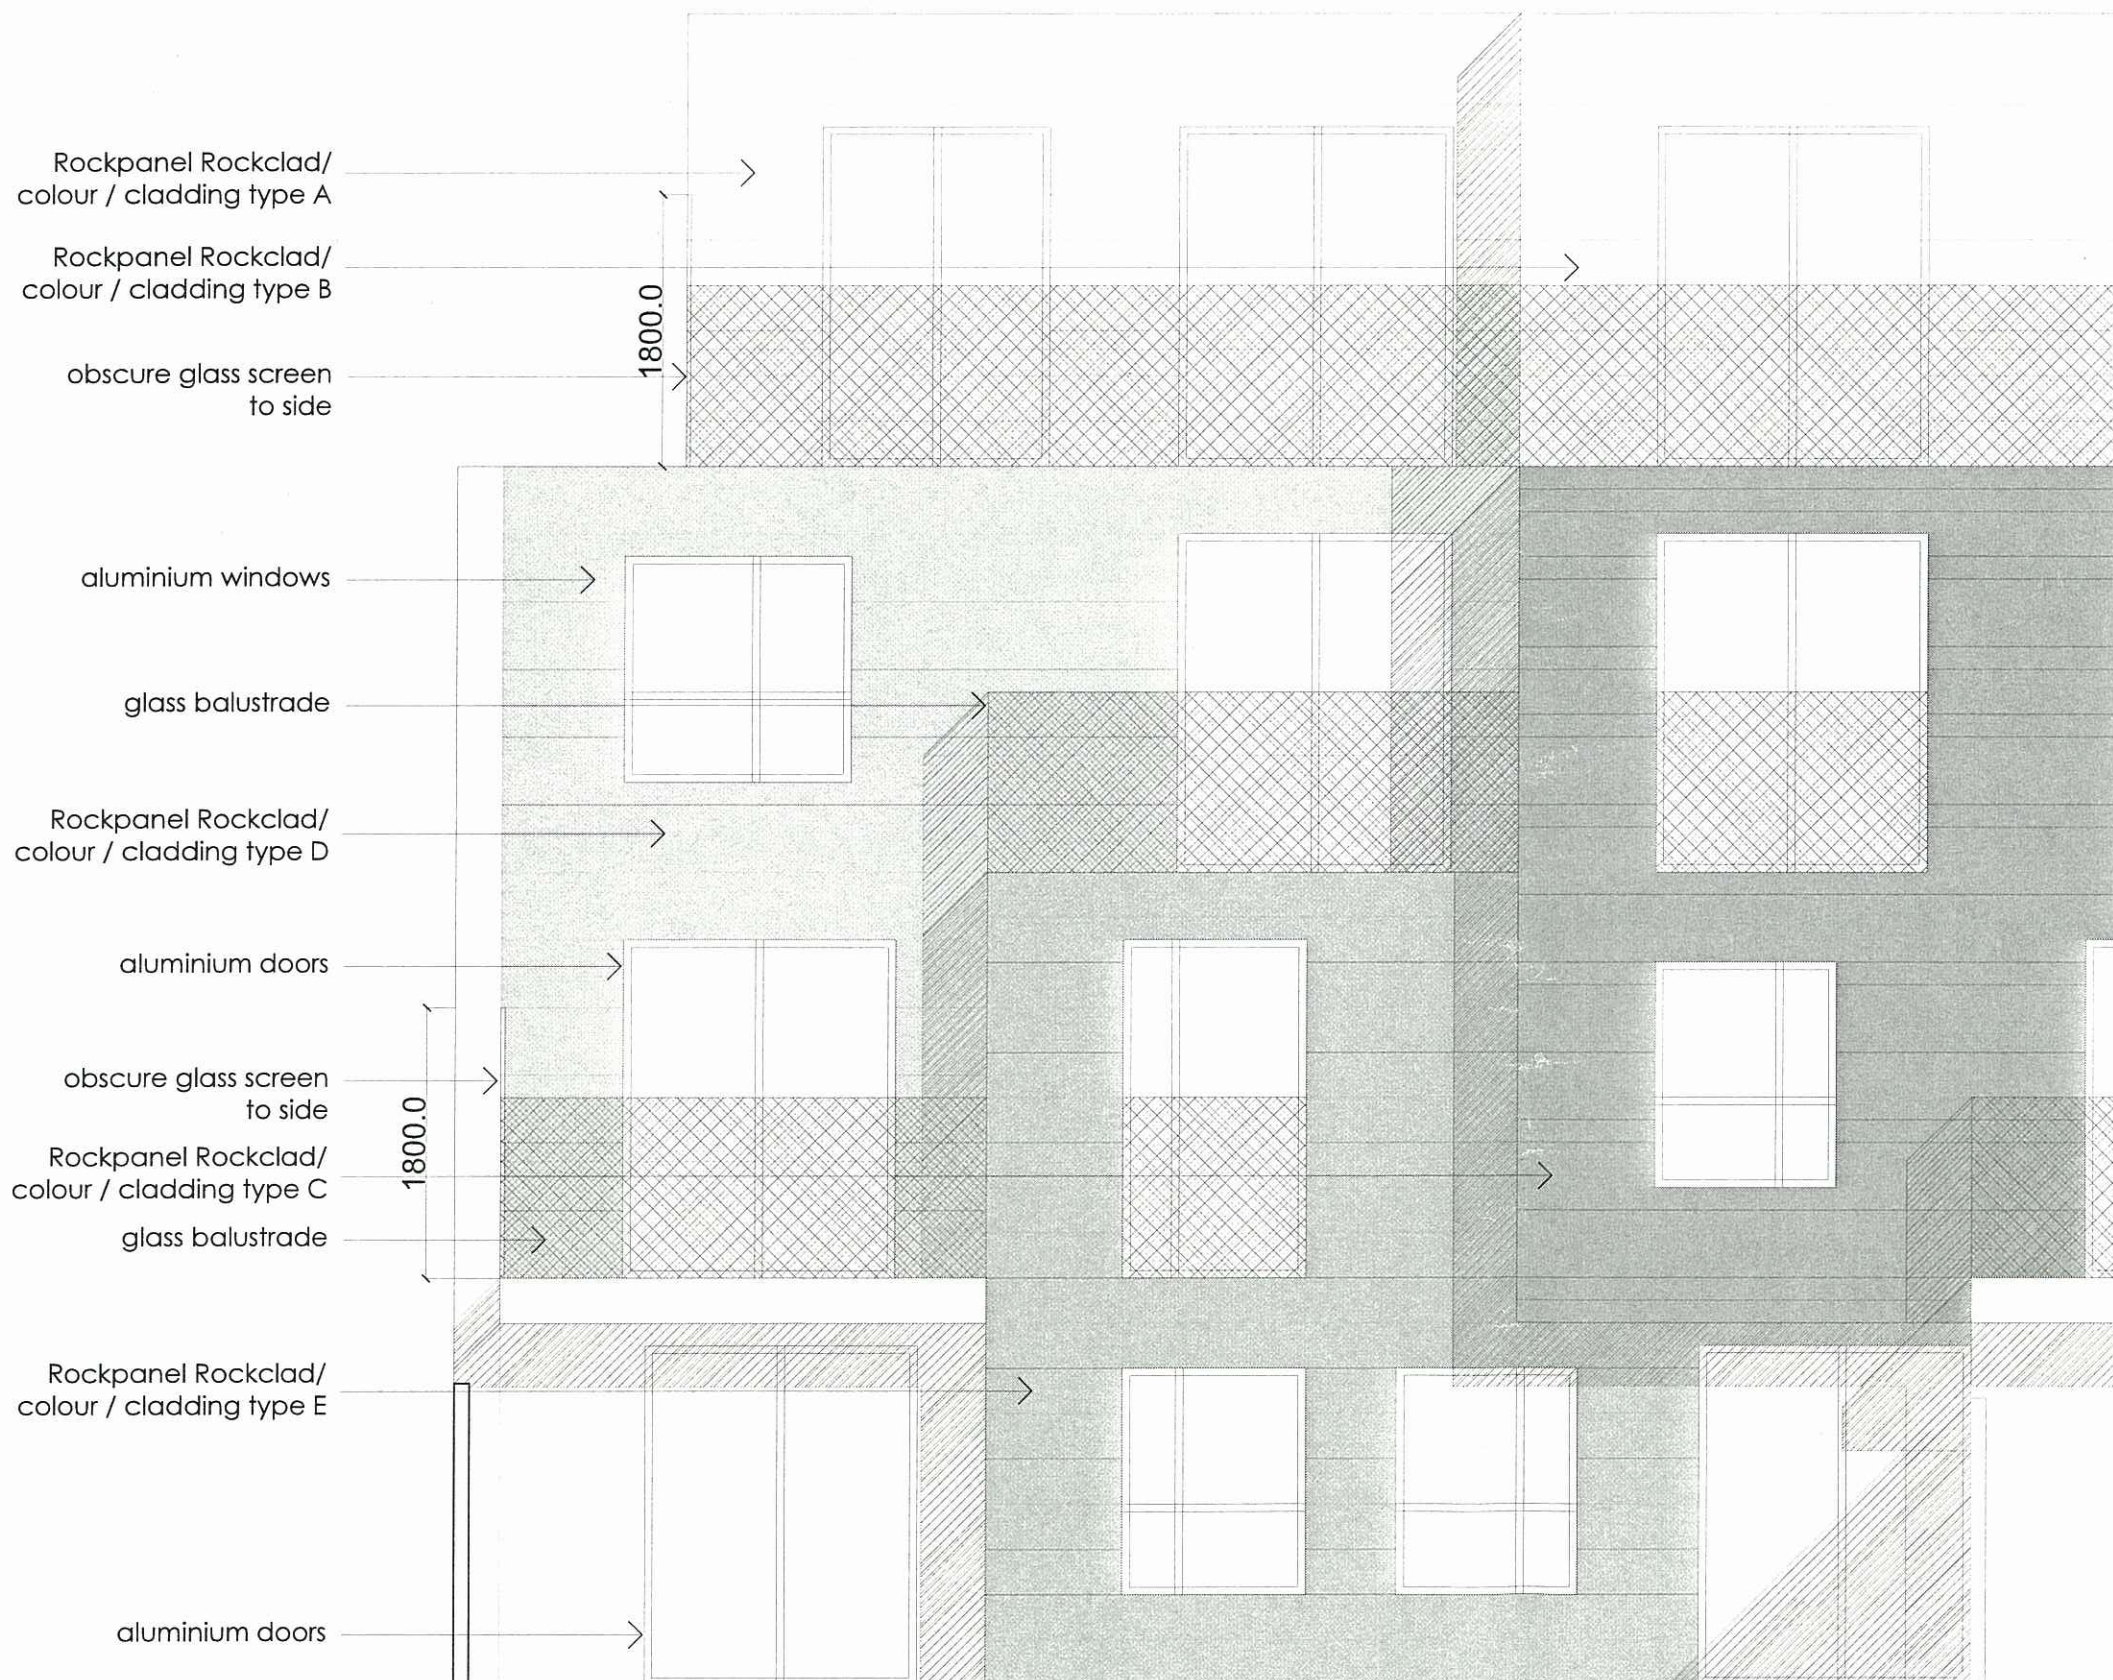 Rockpanel Rockclad/
colour / cladding type A
Rockpanel Rockclad/
colour / cladding type B
1800.0
obscure glass screen
to side
aluminium windows
glass balustrade
Rockpanel Rockclad/
colour / cladding type D
aluminium doors
obscure glass screen
to side
1800.0
Rockpanel Rockclad/
colour / cladding type C
glass balustrade
Rockpanel Rockclad/
colour / cladding type E
aluminium doors